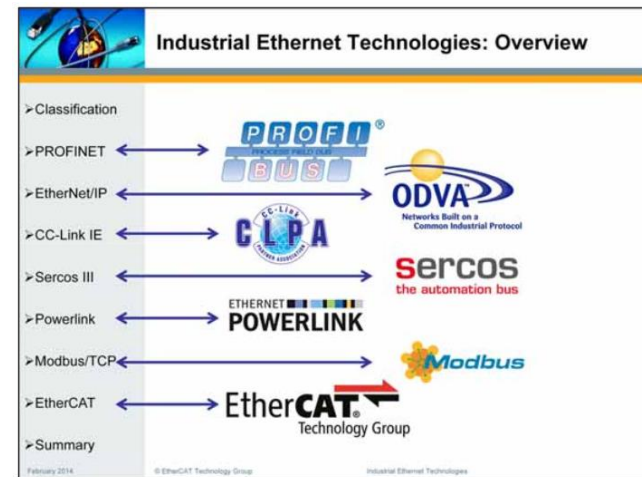 Industrial Ethernet Technologies: Overview
➢Classification
➢PROFINET
PROFI®
PROCESS FIELD BUS
BUS
➢EtherNet/IP
ODVA
Networks Built on a
Common Industrial Protocol
➢CC-Link IE
CC-Link
CLPA
PARTNER ASSOCIATION
➢Sercos III
sercos
the automation bus
➢Powerlink
ETHERNET
POWERLINK
➢Modbus/TCP
Modbus
➢EtherCAT
EtherCAT®
Technology Group
➢Summary
February 2014
© EtherCAT Technology Group
Industrial Ethernet Technologies